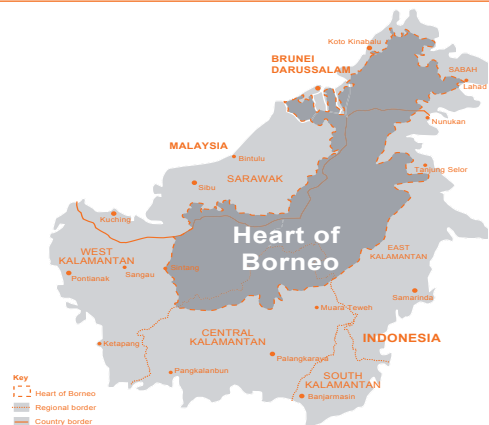 Koto Kinabalu
BRUNEI
DARUSSALAM
SABAH
Lahad
Nunukan
MALAYSIA
Bintulu
Tanjung Selor
SARAWAK
Sibu
Kuching
Heart of
Borneo
WEST
KALAMANTAN
EAST
KALAMANTAN
Sintang
Sangau
Pontianak
Samarinda
Muara Teweh
CENTRAL
KALAMANTAN
INDONESIA
Ketapang
Palangkaraya
Pangkalanbun
SOUTH
KALAMANTAN
Banjarmasin
Key
Heart of Borneo
Regional border
Country border